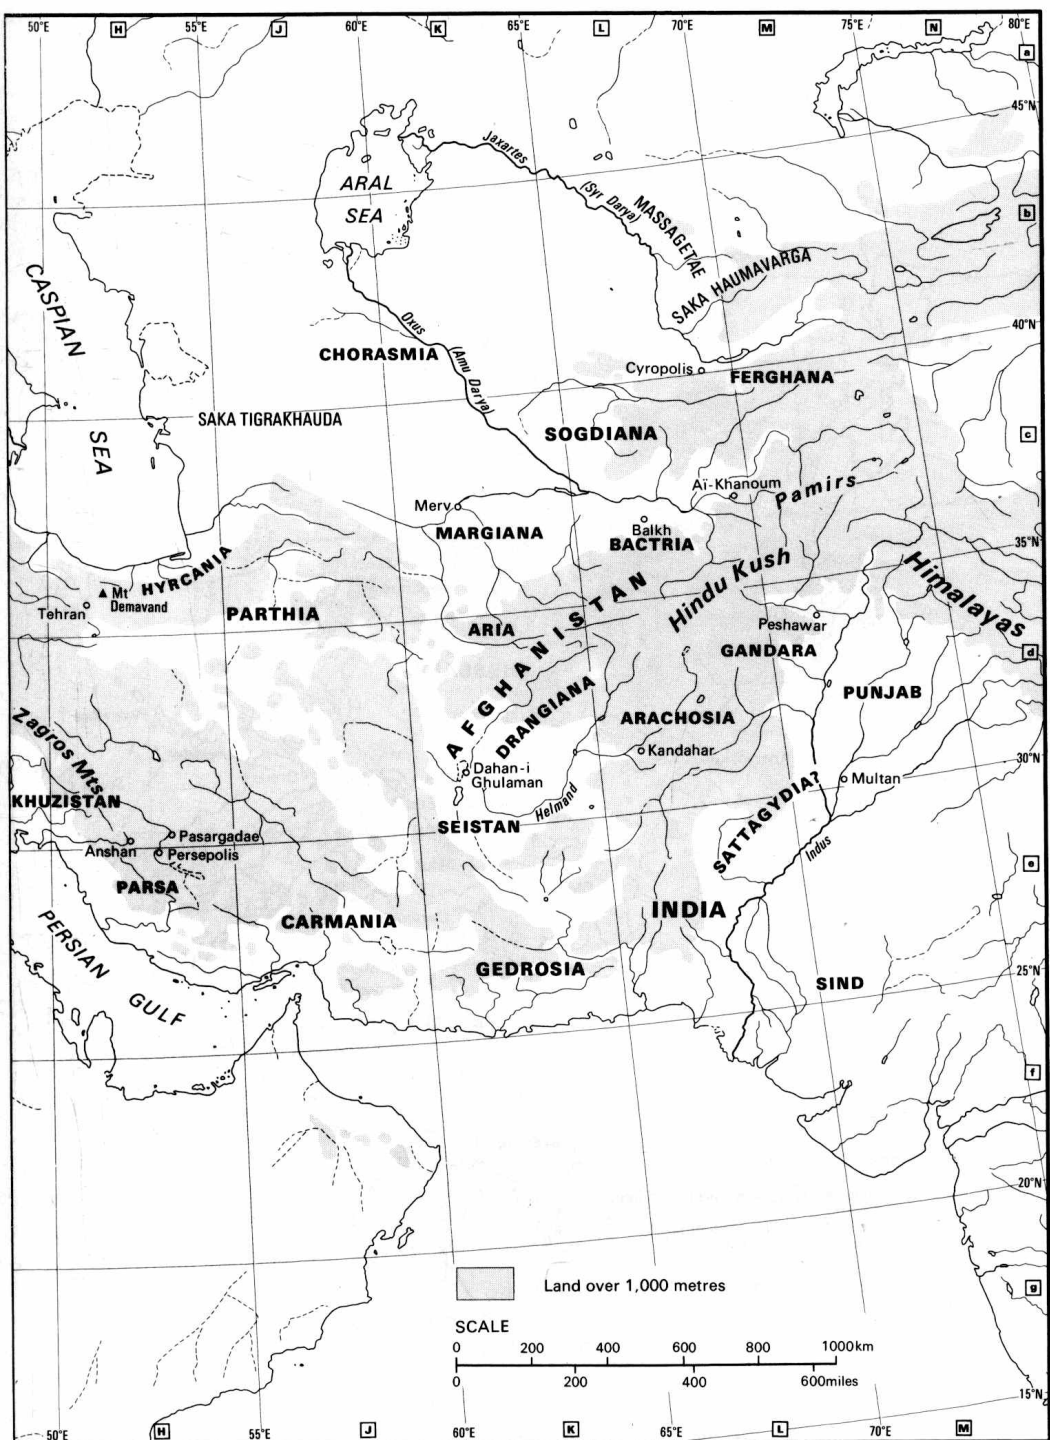 50°E H 55°E J 60°E K 65°E L 70°E M 75°E N 80°E
a
45°N
Jaxartes
(Syr Darya)
ARAL
SEA
MASSAGETAE
b
SAKA HAUMAVARGA
CASPIAN
SEA
Oxus
(Amu Darya)
40°N
CHORASMIA
Cyropolis
FERGHANA
SAKA TIGRAKHAUDA
SOGDIANA
c
Aï-Khanoum
Pamirs
Merv
MARGIANA
Balkh
BACTRIA
35°N
HYRCANIA
Mt
Demavand
Tehran
PARTHIA
Hindu Kush
Himalayas
ARIA
AFGHANISTAN
Peshawar
GANDARA
d
DRANGIANA
PUNJAB
ARACHOSIA
Zagros Mts
Kandahar
30°N
Dahan-i
Ghulaman
Multan
KHUZISTAN
Helmand
SATTAGYDIA?
SEISTAN
Pasargadae
Anshan
Persepolis
Indus
e
PARSA
INDIA
CARMANIA
PERSIAN
GULF
GEDROSIA
25°N
SIND
f
20°N
Land over 1,000 metres
g
SCALE
0 200 400 600 800 1000km
0 200 400 600miles
15°N
50°E H 55°E J 60°E K 65°E L 70°E M